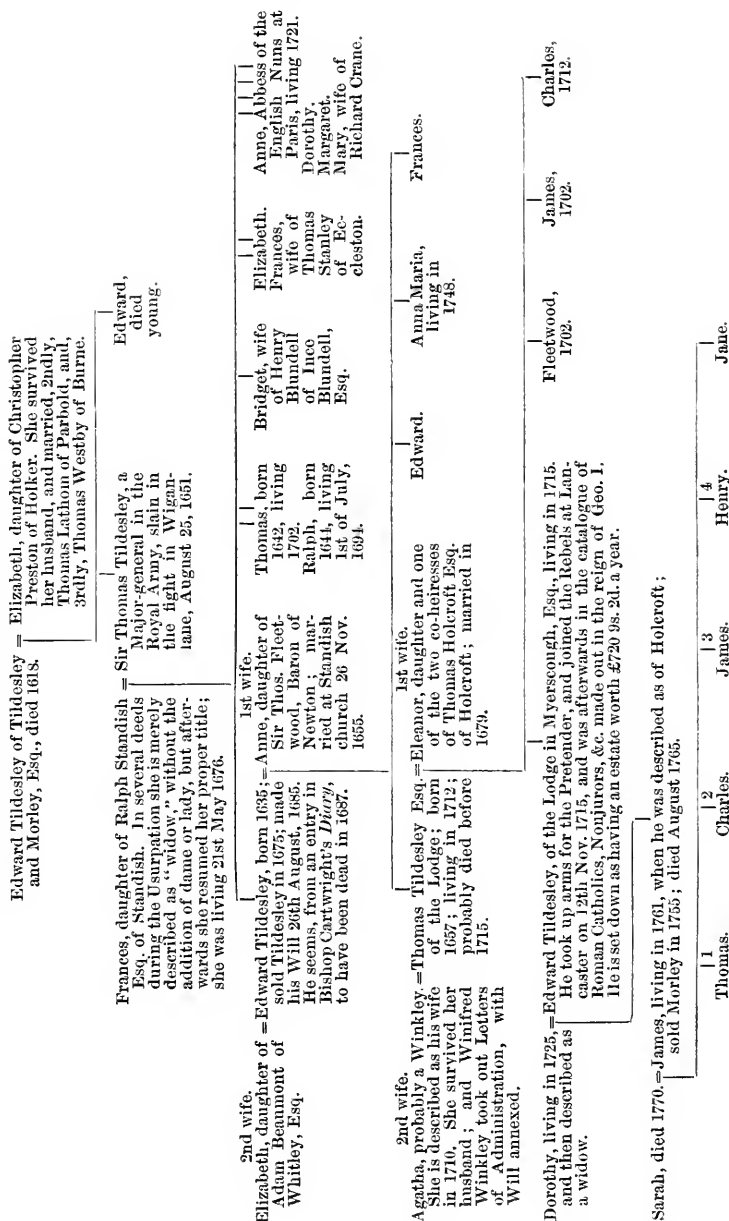 Edward Tildesley of Tildesley
and Morley, Esq., died 1618.
=
Elizabeth, daughter of Christopher
Preston of Holker. She survived
her husband, and married, 2ndly,
Thomas Lathom of Parbold, and,
3rdly, Thomas Westby of Burne.
Frances, daughter of Ralph Standish
Esq. of Standish. In several deeds
during the Usurpation she is merely
described as "widow," without the
addition of dame or lady, but after-
wards she resumed her proper title;
she was living 21st May 1676.
=
Sir Thomas Tildesley, a
Major-general in the
Royal Army, slain in
the fight in Wigan-
lane, August 25, 1651.
Edward,
died
young.
2nd wife.
Elizabeth, daughter of
Adam Beaumont of
Whitley, Esq.
=
Edward Tildesley, born 1635;
sold Tildesley in 1675; made
his Will 26th August, 1685.
He seems, from an entry in
Bishop Cartwright's Diary,
to have been dead in 1687.
=
1st wife.
Anne, daughter of
Sir Thos. Fleet-
wood, Baron of
Newton; mar-
ried at Standish
church 26 Nov.
1655.
Thomas, born
1642, living
1702.
Ralph, born
1644, living
1st of July,
1694.
Bridget, wife
of Henry
Blundell
of Ince
Blundell,
Esq.
Elizabeth.
Frances,
wife of
Thomas
Stanley
of Ec-
cleston.
Anne, Abbess of the
English Nuns at
Paris, living 1721.
Dorothy.
Margaret.
Mary, wife of
Richard Crane.
2nd wife.
Agatha, probably a Winkley.
She is described as his wife
in 1710. She survived her
husband; and Winifred
Winkley took out Letters
of Administration, with
Will annexed.
=
Thomas Tildesley Esq.
of the Lodge; born
1657; living in 1712;
probably died before
1715.
=
1st wife.
Eleanor, daughter and one
of the two co-heiresses
of Thomas Holcroft Esq.
of Holcroft; married in
1679.
Edward.
Anna Maria,
living in
1748.
Frances.
Dorothy, living in 1725,
and then described as
a widow.
=
Edward Tildesley, of the Lodge in Myerscough, Esq., living in 1715.
He took up arms for the Pretender, and joined the Rebels at Lan-
caster on 12th Nov. 1715, and was afterwards in the catalogue of
Roman Catholics, Nonjurors, &c. made out in the reign of Geo. I.
He is set down as having an estate worth £720 9s. 2d. a year.
Fleetwood,
1702.
James,
1702.
Charles,
1712.
Sarah, died 1770.
=
James, living in 1761, when he was described as of Holcroft;
sold Morley in 1755; died August 1765.
1
Thomas.
2
Charles.
3
James.
4
Henry.
Jane.